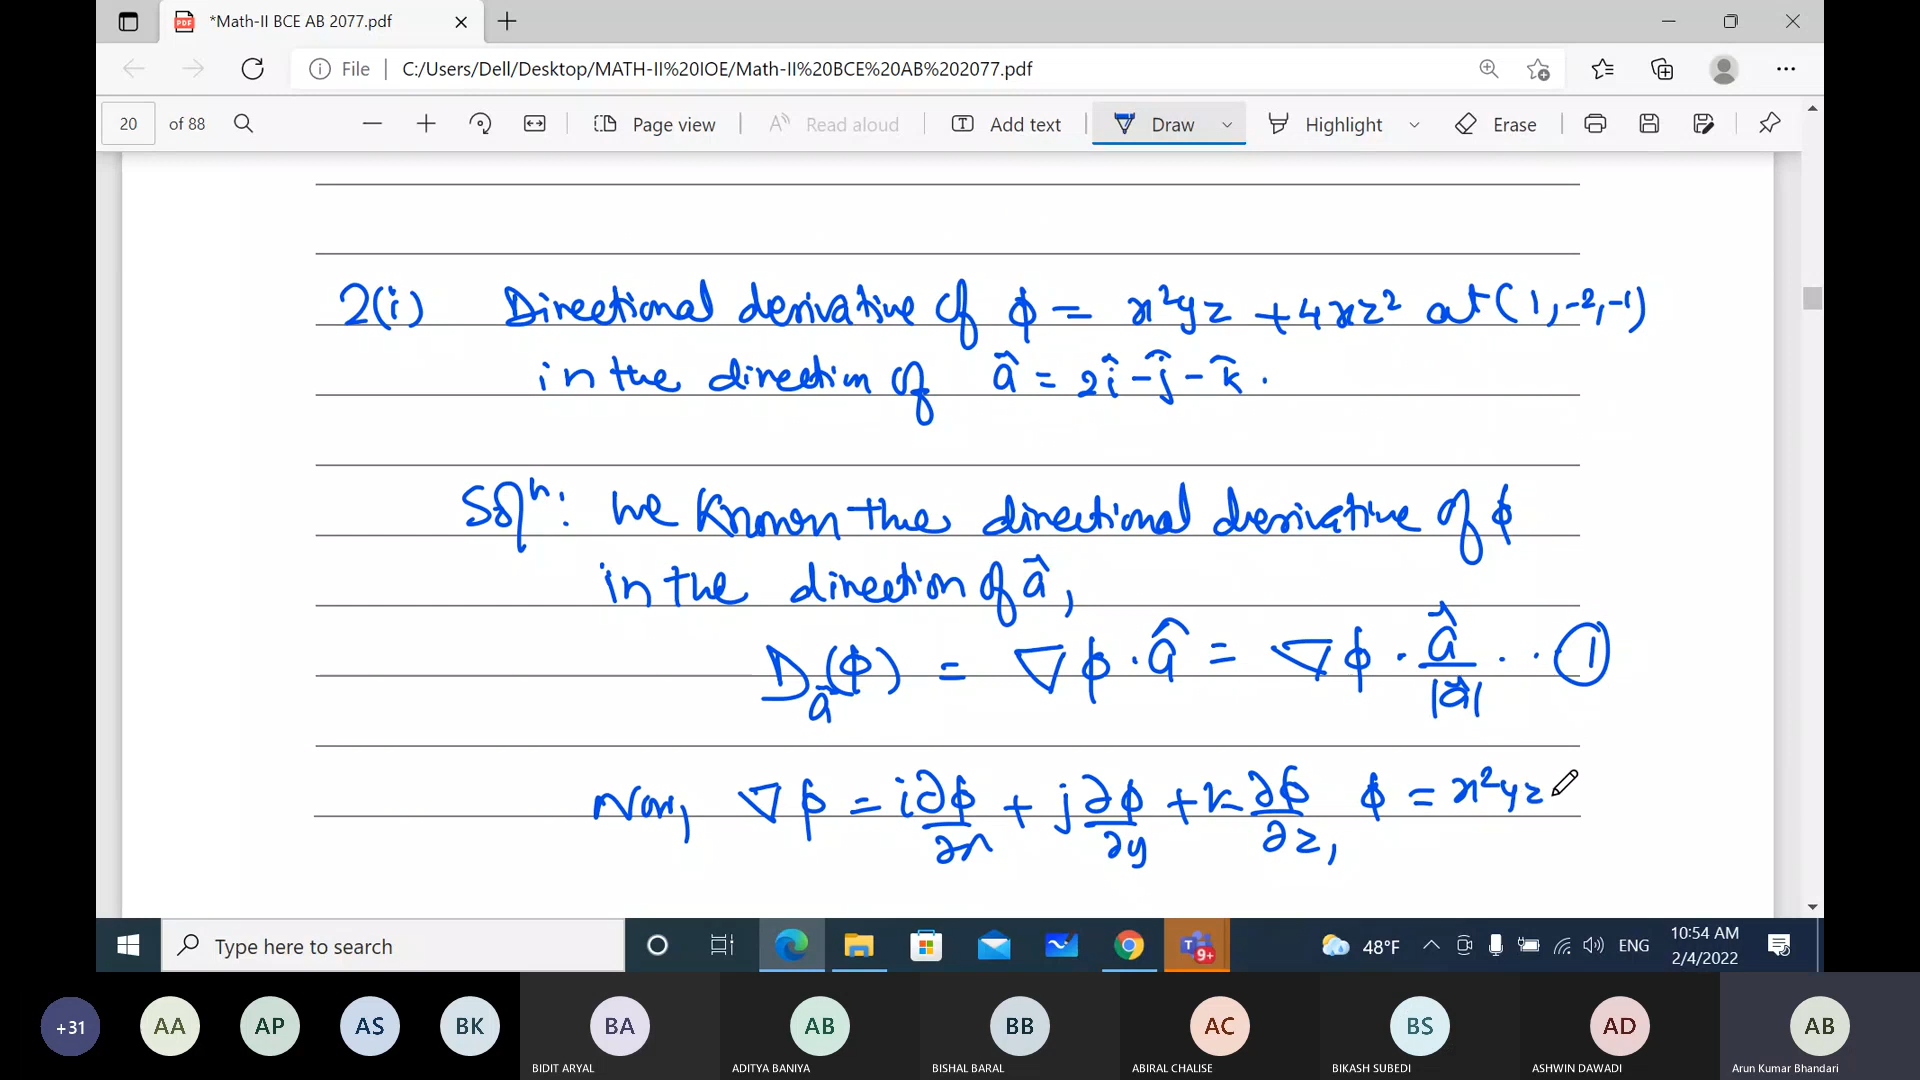 *Math-II BCE AB 2077.pdf
File C:/Users/Dell/Desktop/MATH-II%20IOE/Math-II%20BCE%20AB%202077.pdf
20 of 88 Page view Read aloud Add text Draw Highlight Erase
2(i) Directional derivative of ϕ = x²yz + 4xz² at (1,-2,-1)
in the direction of â = 2î - ĵ - k̂.
Solⁿ: We known the directional derivative of ϕ
in the direction of â,
D_a⃗(ϕ) = ∇ϕ · â = ∇ϕ · a⃗/|a⃗| ... ①
Now, ∇ϕ = i ∂ϕ/∂x + j ∂ϕ/∂y + k ∂ϕ/∂z, ϕ = x²yz
Type here to search
9+
48°F ENG 10:54 AM
2/4/2022
+31 AA AP AS BK BA AB BB AC BS AD AB
BIDIT ARYAL ADITYA BANIYA BISHAL BARAL ABIRAL CHALISE BIKASH SUBEDI ASHWIN DAWADI Arun Kumar Bhandari